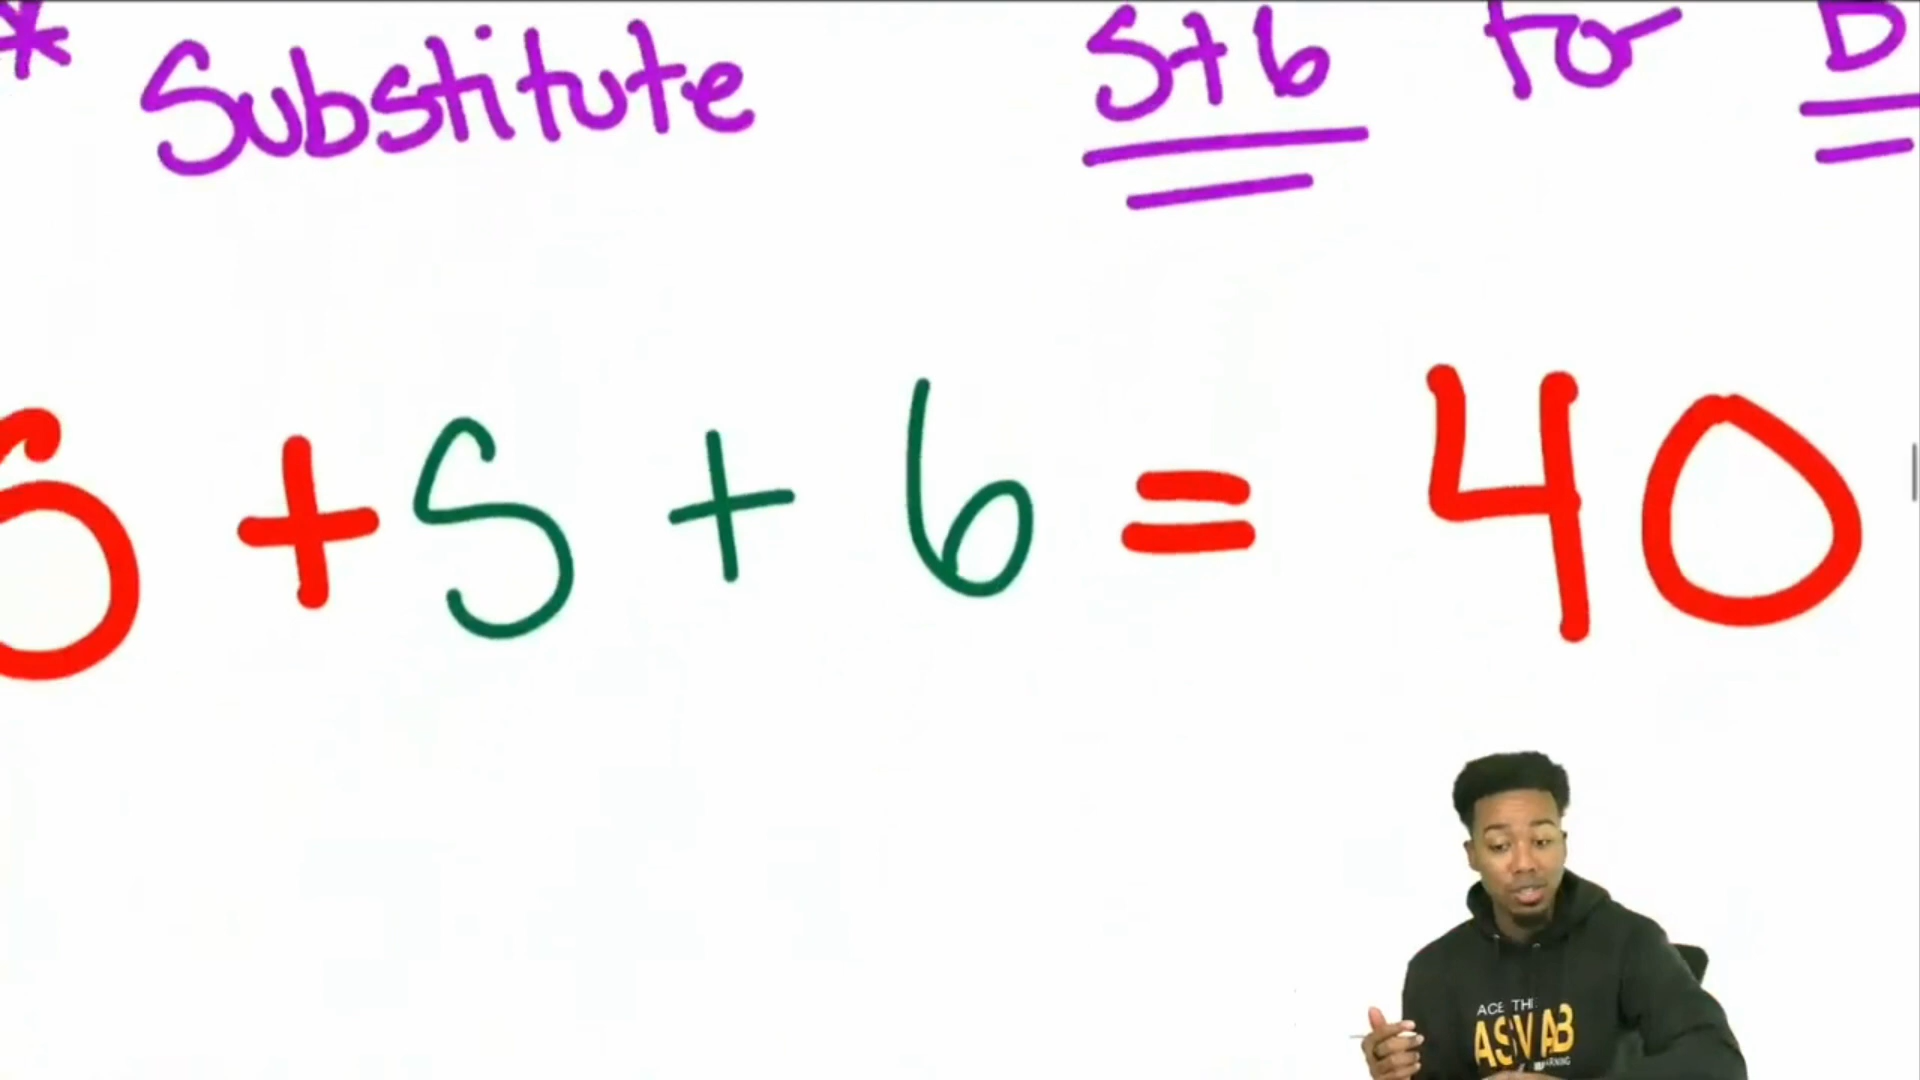 * Substitute S+6 for D
S + S + 6 = 40
ACE THE
ASVAB